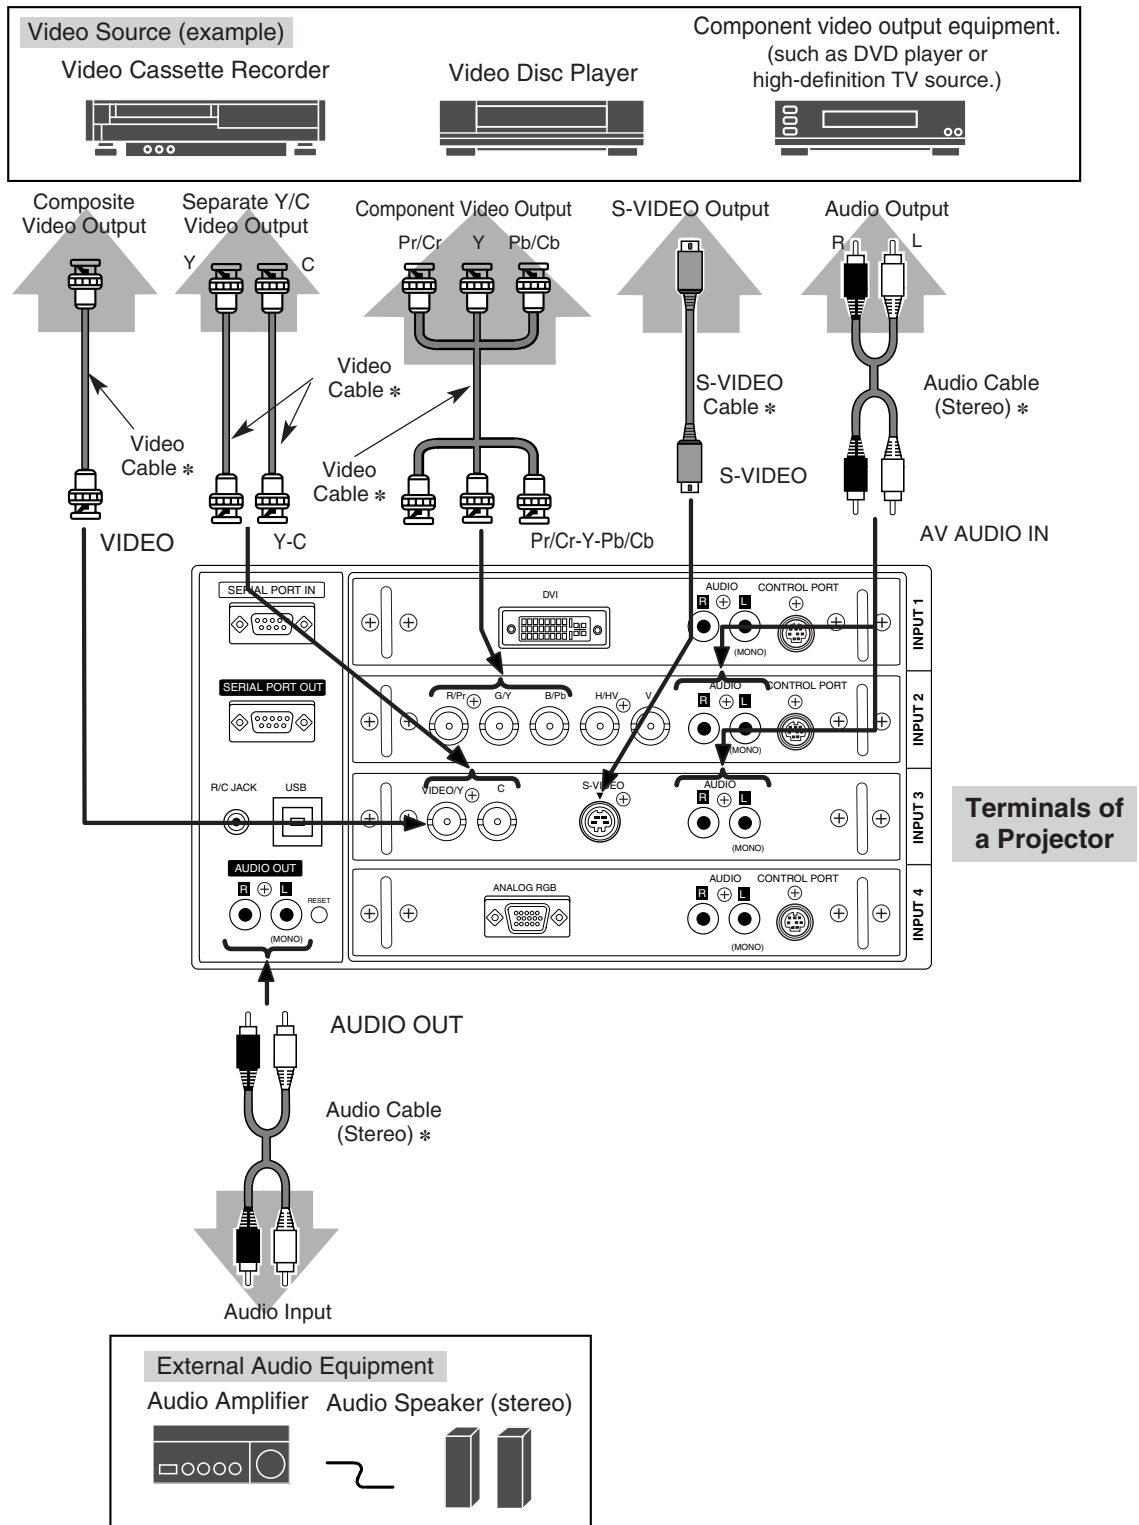 Video Source (example)
Video Cassette Recorder
Video Disc Player
Component video output equipment.
(such as DVD player or
high-definition TV source.)
Composite
Video Output
Separate Y/C
Video Output
Y
C
Component Video Output
Pr/Cr
Y
Pb/Cb
S-VIDEO Output
Audio Output
R
L
Video
Cable *
Video
Cable *
Video
Cable *
S-VIDEO
Cable *
Audio Cable
(Stereo) *
VIDEO
Y-C
Pr/Cr-Y-Pb/Cb
S-VIDEO
AV AUDIO IN
SERIAL PORT IN
SERIAL PORT OUT
R/C JACK
USB
AUDIO OUT
R
L
RESET
(MONO)
DVI
AUDIO
R
L
(MONO)
CONTROL PORT
INPUT 1
R/Pr
G/Y
B/Pb
H/HV
V
AUDIO
R
L
(MONO)
CONTROL PORT
INPUT 2
VIDEO/Y
C
S-VIDEO
AUDIO
R
L
(MONO)
INPUT 3
ANALOG RGB
AUDIO
R
L
(MONO)
CONTROL PORT
INPUT 4
Terminals of
a Projector
AUDIO OUT
Audio Cable
(Stereo) *
Audio Input
External Audio Equipment
Audio Amplifier
Audio Speaker (stereo)